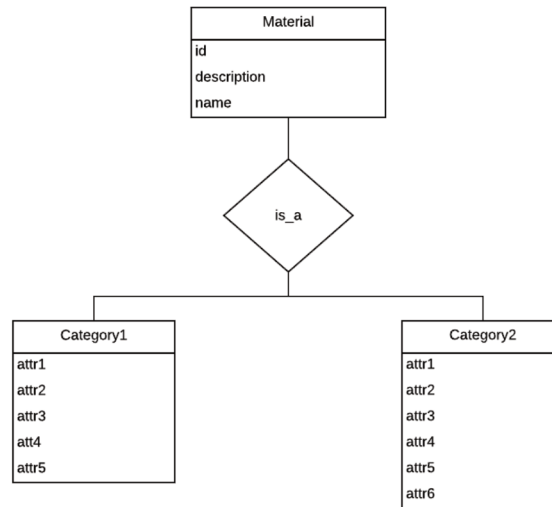 Material
id
description
name
is_a
Category1
attr1
attr2
attr3
att4
attr5
Category2
attr1
attr2
attr3
attr4
attr5
attr6